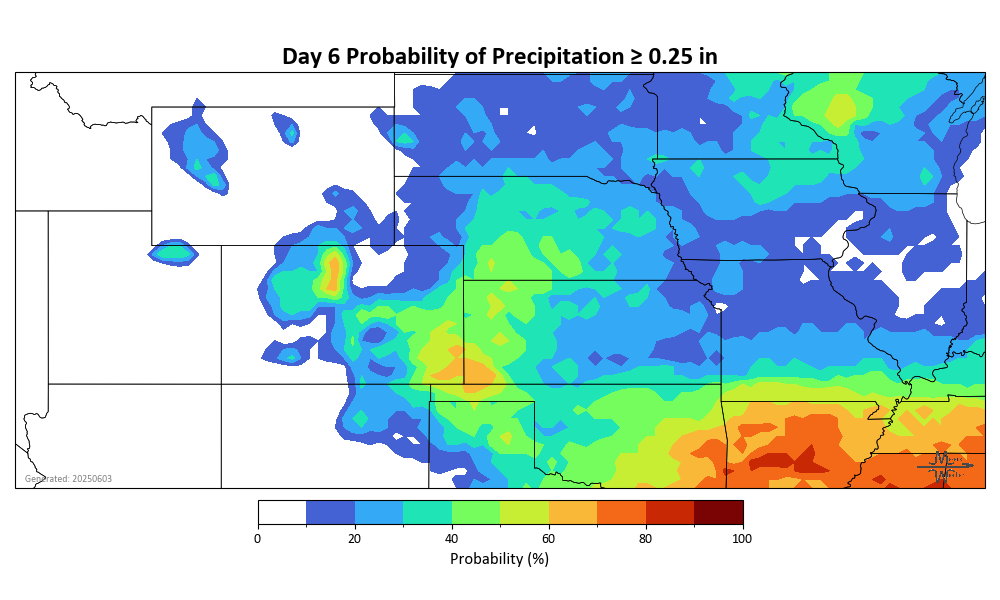 Day 6 Probability of Precipitation ≥ 0.25 in
Generated: 20250603
0 20 40 60 80 100
Probability (%)